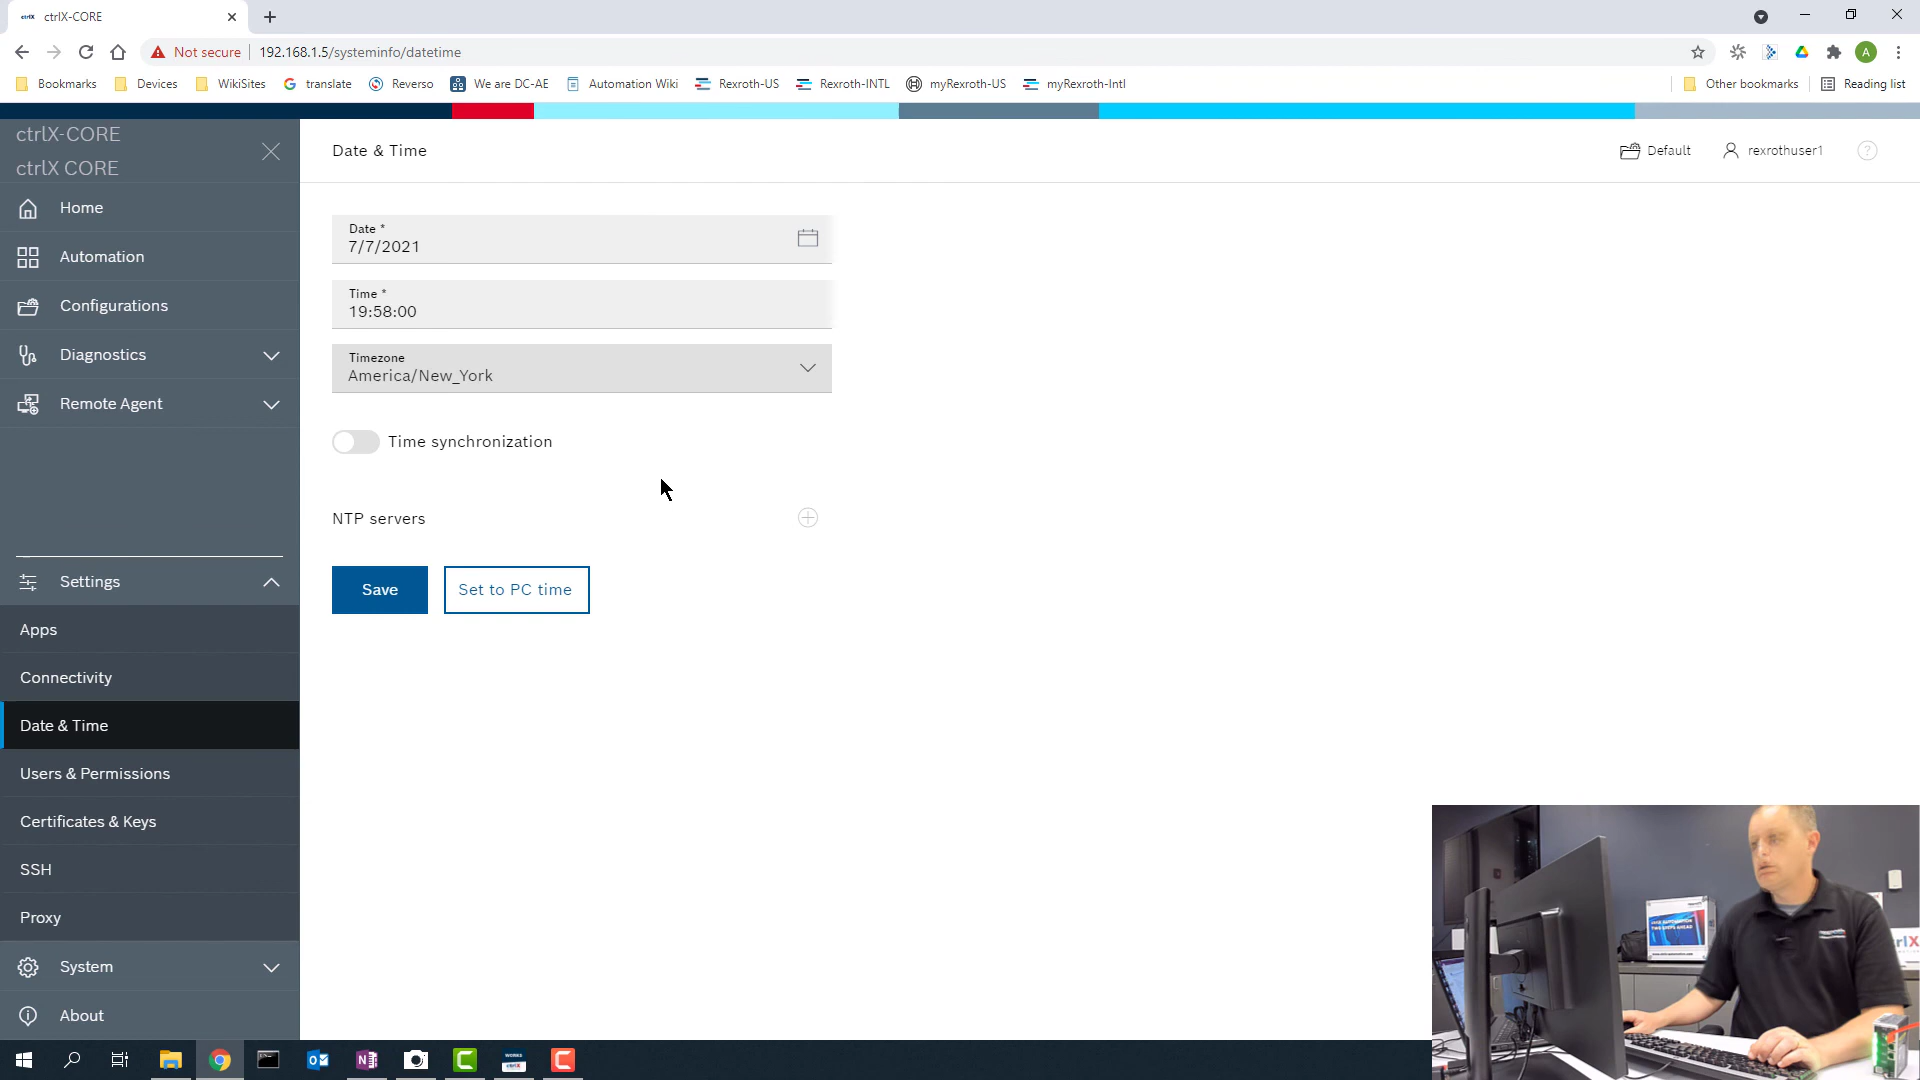 ctrlX-CORE
Not secure
192.168.1.5/systeminfo/datetime
A
Bookmarks
Devices
WikiSites
translate
Reverso
We are DC-AE
Automation Wiki
Rexroth-US
Rexroth-INTL
myRexroth-US
myRexroth-Intl
Other bookmarks
Reading list
ctrlX-CORE
ctrlX CORE
Home
Automation
Configurations
Diagnostics
Remote Agent
Settings
Apps
Connectivity
Date & Time
Users & Permissions
Certificates & Keys
SSH
Proxy
System
About
Date & Time
Default
rexrothuser1
?
Date *
7/7/2021
Time *
19:58:00
Timezone
America/New_York
Time synchronization
NTP servers
Save
Set to PC time
WORKS